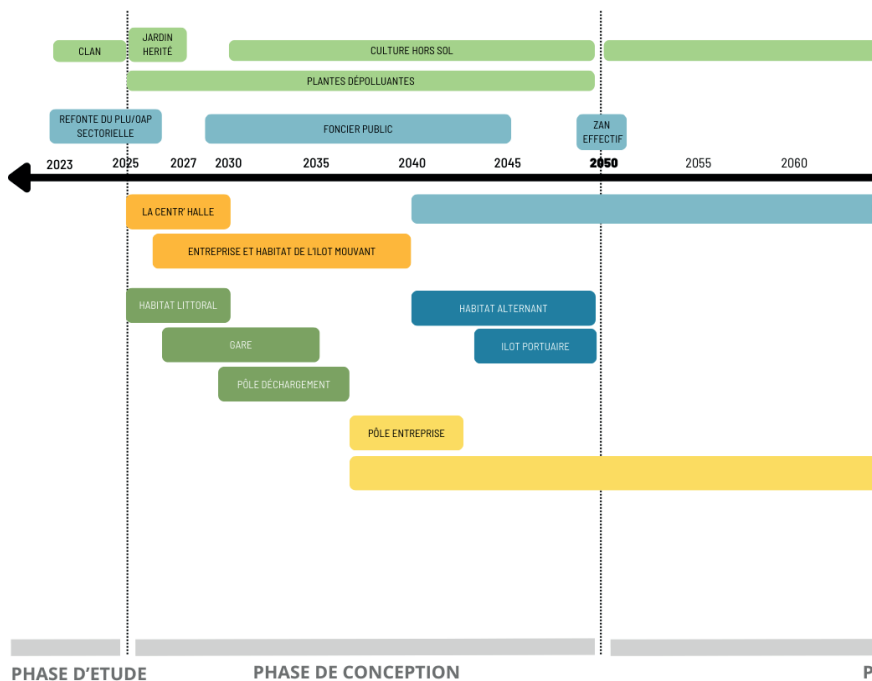 JARDIN
HERITÉ
CLAN
CULTURE HORS SOL
PLANTES DÉPOLLUANTES
REFONTE DU PLU/OAP
SECTORIELLE
FONCIER PUBLIC
ZAN
EFFECTIF
2023 2025 2027 2030 2035 2040 2045 2050 2055 2060
LA CENTR' HALLE
ENTREPRISE ET HABITAT DE L'ILOT MOUVANT
HABITAT LITTORAL
HABITAT ALTERNANT
GARE
ILOT PORTUAIRE
PÔLE DÉCHARGEMENT
PÔLE ENTREPRISE
PHASE D'ETUDE
PHASE DE CONCEPTION
P